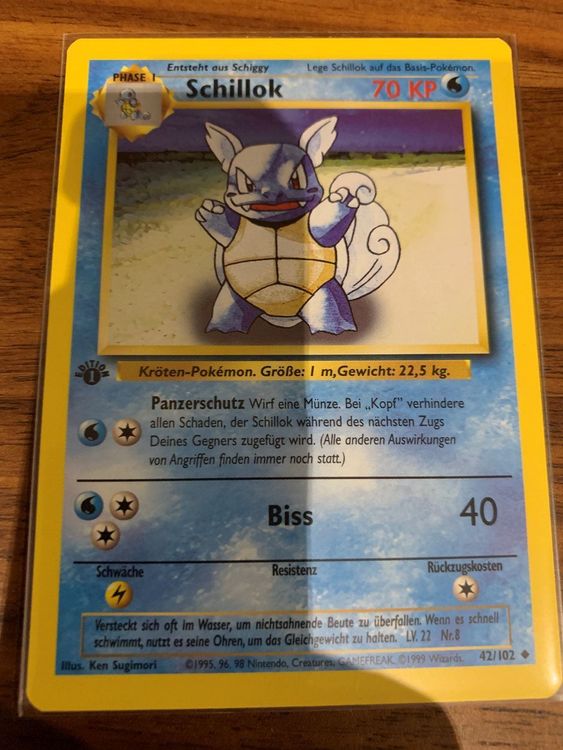 Entsteht aus Schiggy Lege Schillok auf das Basis-Pokémon.
PHASE 1
Schillok 70 KP
EDITION
1
Kröten-Pokémon. Größe: 1 m,Gewicht: 22,5 kg.
Panzerschutz Wirf eine Münze. Bei „Kopf” verhindere
allen Schaden, der Schillok während des nächsten Zugs
Deines Gegners zugefügt wird. (Alle anderen Auswirkungen
von Angriffen finden immer noch statt.)
Biss 40
Schwäche Resistenz Rückzugskosten
Versteckt sich oft im Wasser, um nichtsahnende Beute zu überfallen. Wenn es schnell
schwimmt, nutzt es seine Ohren, um das Gleichgewicht zu halten. LV. 22 Nr.8
Illus. Ken Sugimori ©1995, 96, 98 Nintendo, Creatures, GAMEFREAK. ©1999 Wizards. 42/102